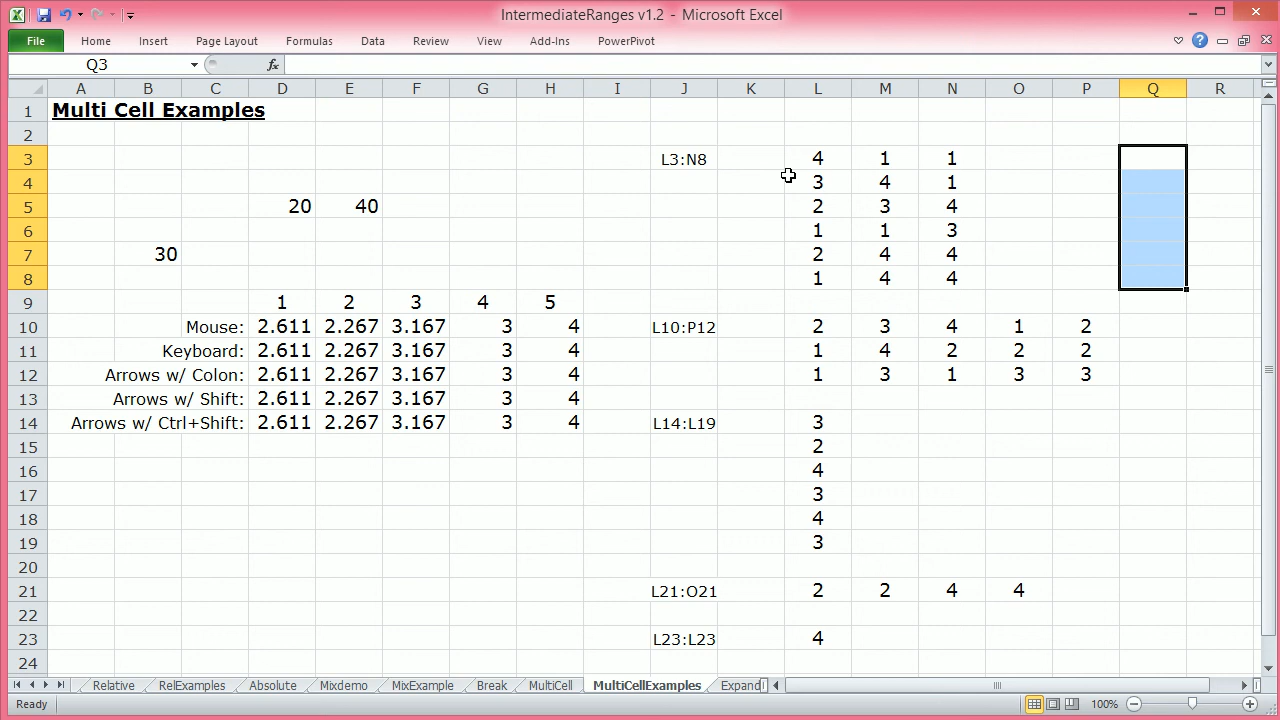 IntermediateRanges v1.2 - Microsoft Excel
File Home Insert Page Layout Formulas Data Review View Add-Ins PowerPivot
Q3 fx
A B C D E F G H I J K L M N O P Q R
1 Multi Cell Examples
2
3 L3:N8 4 1 1
4 3 4 1
5 20 40 2 3 4
6 1 1 3
7 30 2 4 4
8 1 4 4
9 1 2 3 4 5
10 Mouse: 2.611 2.267 3.167 3 4 L10:P12 2 3 4 1 2
11 Keyboard: 2.611 2.267 3.167 3 4 1 4 2 2 2
12 Arrows w/ Colon: 2.611 2.267 3.167 3 4 1 3 1 3 3
13 Arrows w/ Shift: 2.611 2.267 3.167 3 4
14 Arrows w/ Ctrl+Shift: 2.611 2.267 3.167 3 4 L14:L19 3
15 2
16 4
17 3
18 4
19 3
20
21 L21:O21 2 2 4 4
22
23 L23:L23 4
24
Relative RelExamples Absolute Mixdemo MixExample Break MultiCell MultiCellExamples Expand
Ready 100%